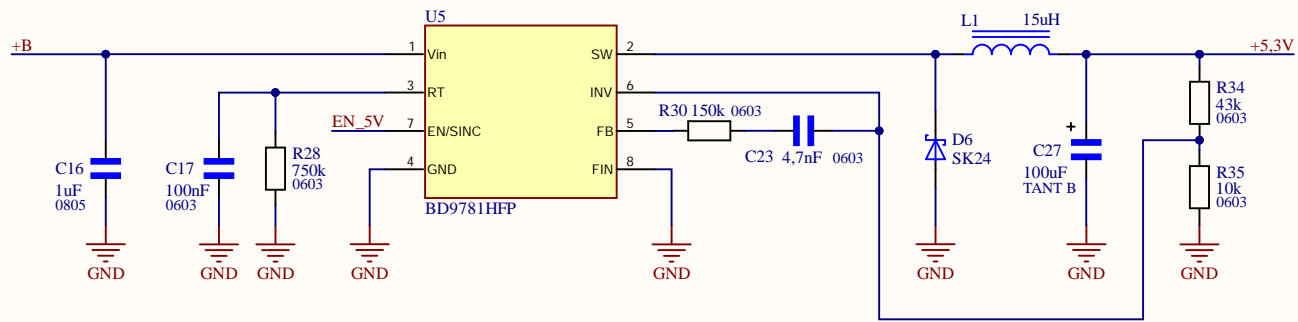 U5
L1 15uH
+B
1 Vin SW 2
+5,3V
3 RT INV 6
R34
43k
0603
R30 150k 0603
EN_5V 7 EN/SINC FB 5
+
C23 4,7nF 0603
D6
SK24
C27
100uF
TANT B
C16
1uF
0805
C17
100nF
0603
R28
750k
0603
4 GND FIN 8
R35
10k
0603
BD9781HFP
GND GND GND GND GND GND GND GND